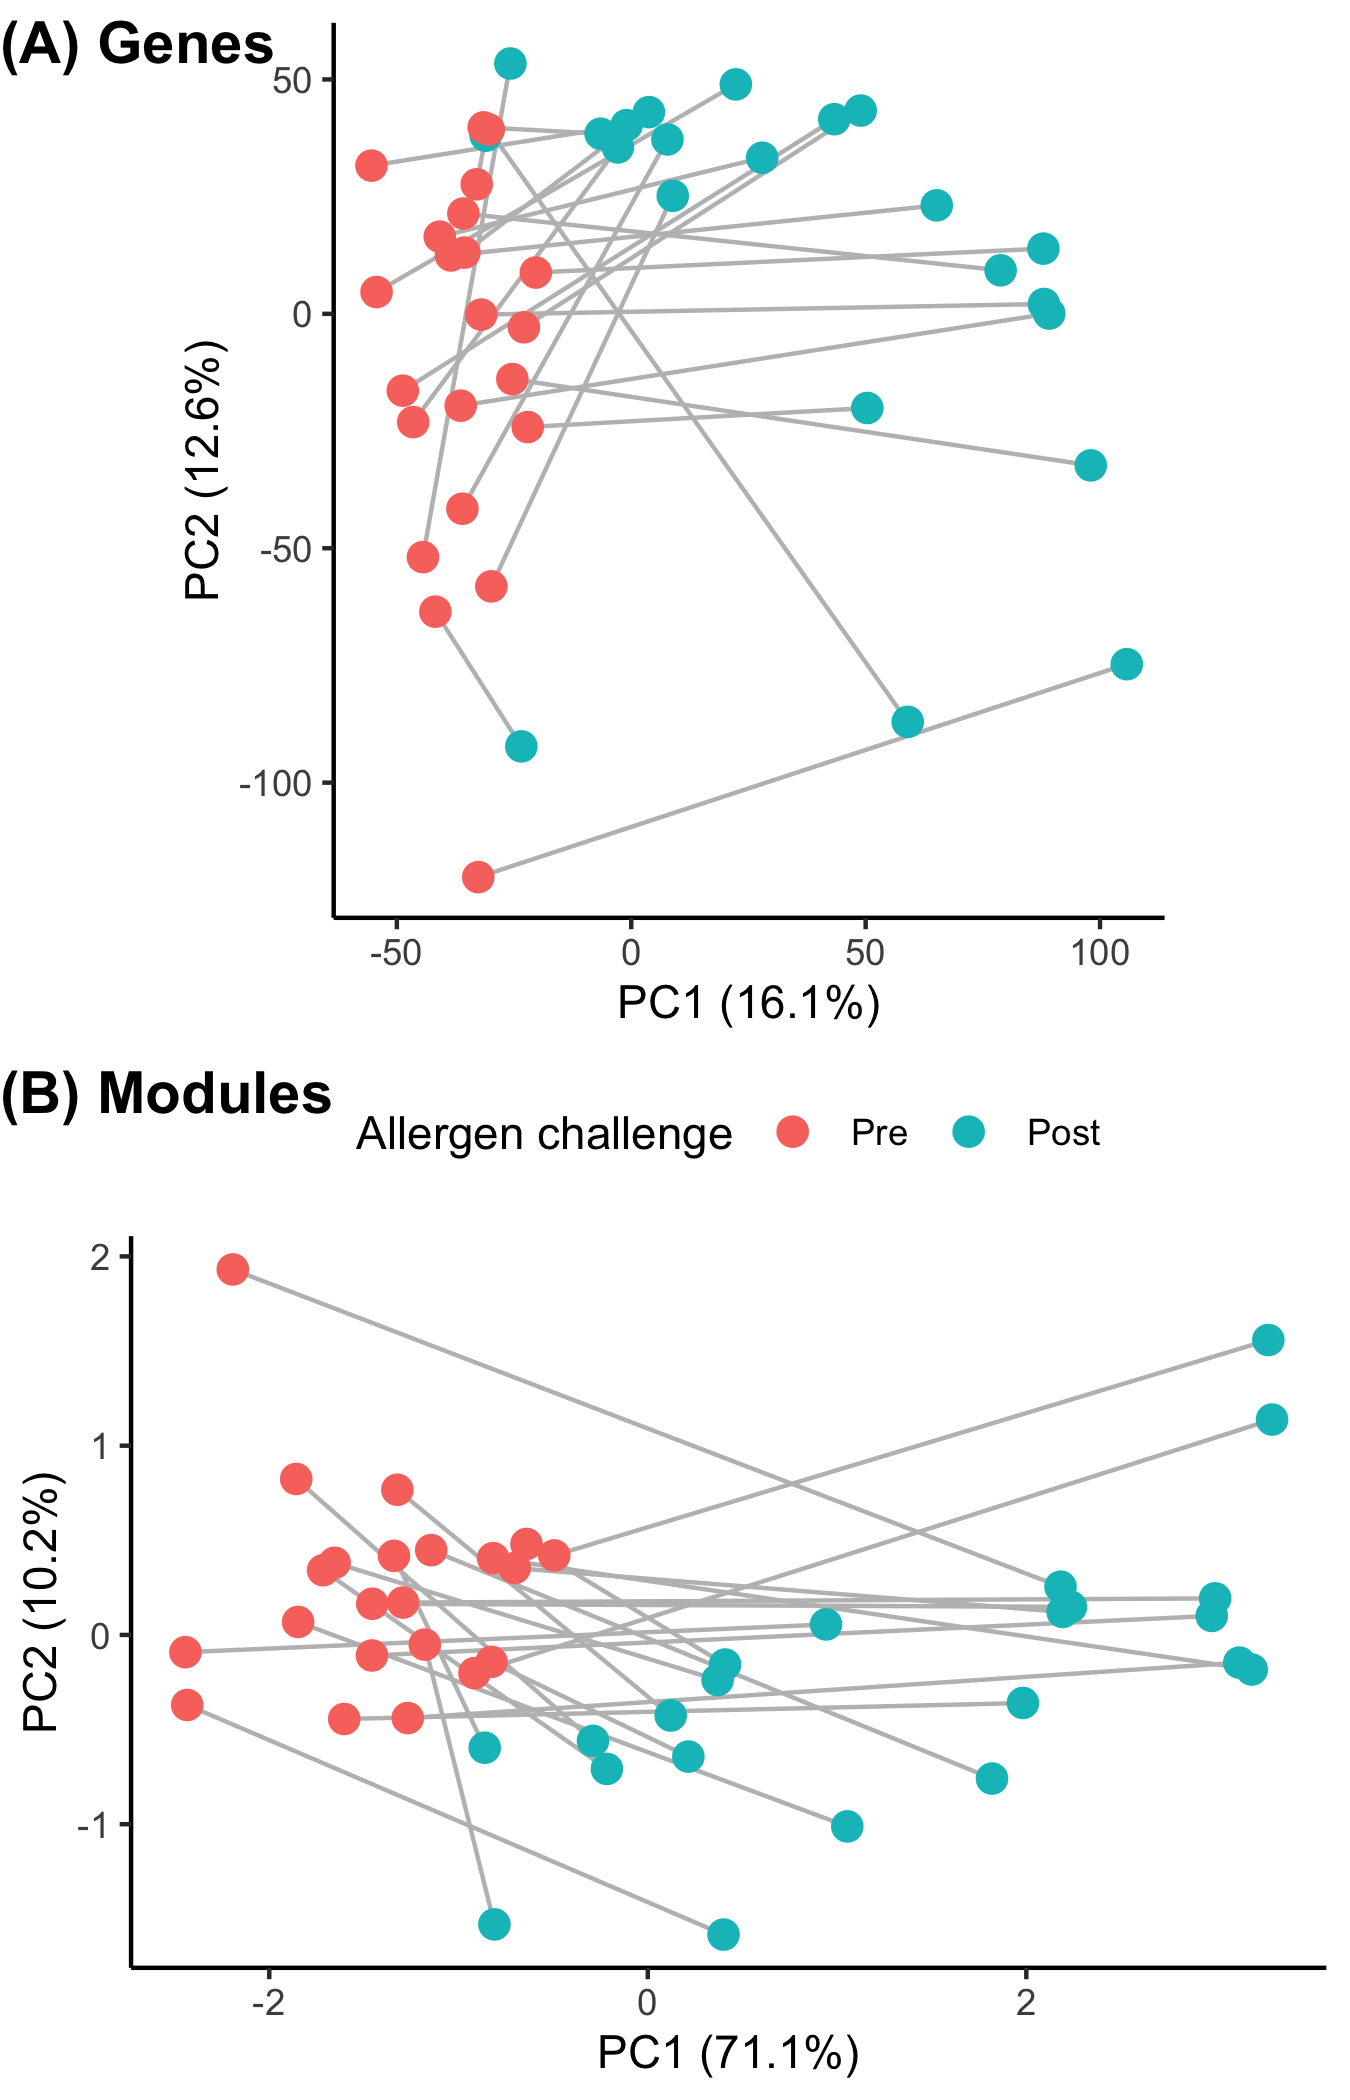 (A) Genes
50
0
-50
-100
PC2 (12.6%)
-50 0 50 100
PC1 (16.1%)
(B) Modules
Allergen challenge Pre Post
2
1
0
-1
PC2 (10.2%)
-2 0 2
PC1 (71.1%)